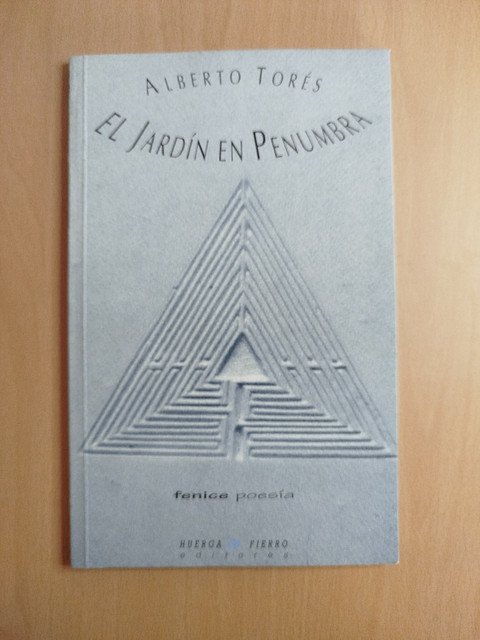 ALBERTO TORÉS
EL JARDÍN EN PENUMBRA
fenice poesía
HUERGA FIERRO
editores